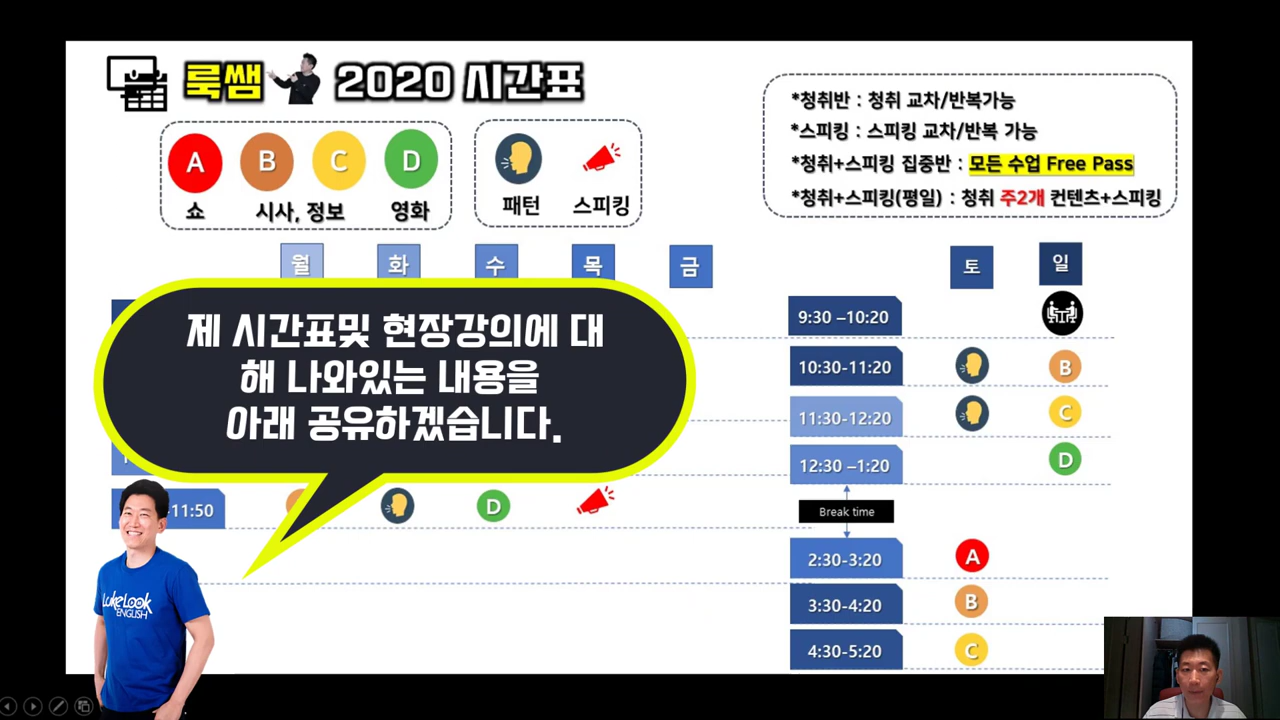 룩쌤 2020 시간표
A B C D
쇼 시사, 정보 영화
패턴 스피킹
*청취반 : 청취 교차/반복가능
*스피킹 : 스피킹 교차/반복 가능
*청취+스피킹 집중반 : 모든 수업 Free Pass
*청취+스피킹(평일) : 청취 주2개 컨텐츠+스피킹
월 화 수 목 금
제 시간표및 현장강의에 대
해 나와있는 내용을
아래 공유하겠습니다.
-11:50 D
LukeLook
ENGLISH
토 일
9:30 –10:20
10:30-11:20 B
11:30-12:20 C
12:30 –1:20 D
Break time
2:30-3:20 A
3:30-4:20 B
4:30-5:20 C